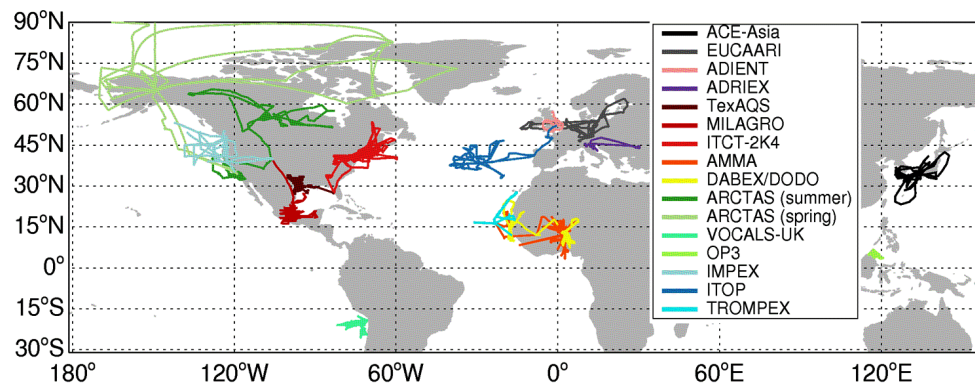 90°N
75°N
60°N
45°N
30°N
15°N
0°
15°S
30°S
180°
120°W
60°W
0°
60°E
120°E
ACE-Asia
EUCAARI
ADIENT
ADRIEX
TexAQS
MILAGRO
ITCT-2K4
AMMA
DABEX/DODO
ARCTAS (summer)
ARCTAS (spring)
VOCALS-UK
OP3
IMPEX
ITOP
TROMPEX